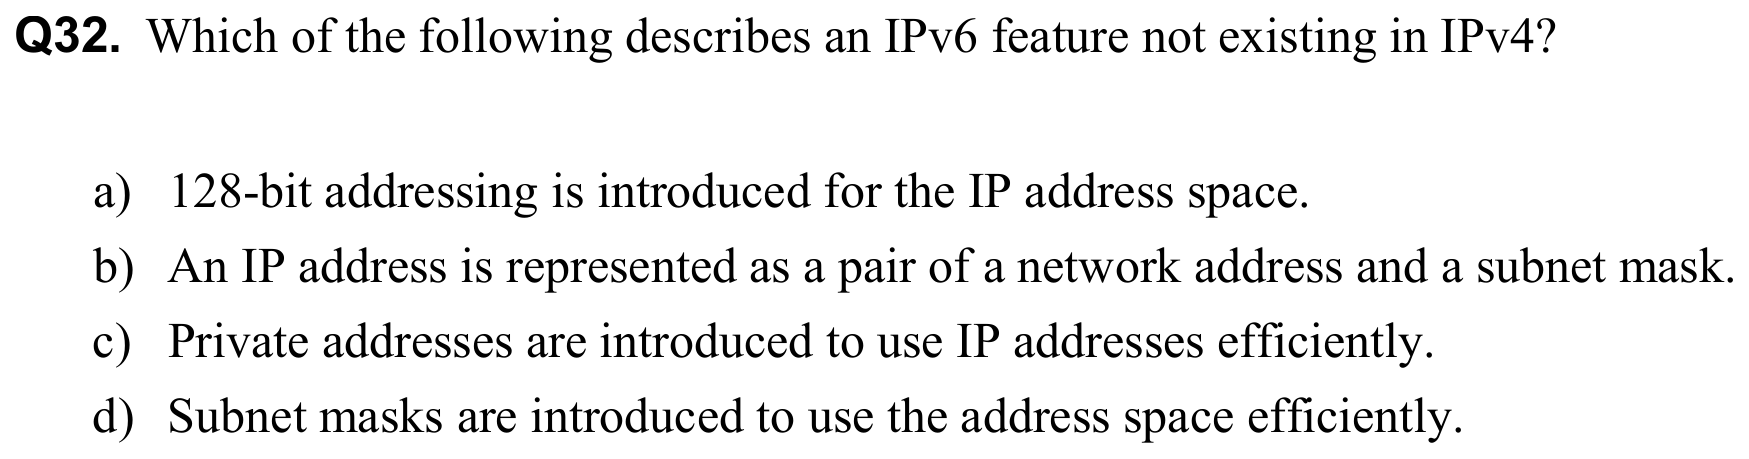 Q32. Which of the following describes an IPv6 feature not existing in IPv4?
a) 128-bit addressing is introduced for the IP address space.
b) An IP address is represented as a pair of a network address and a subnet mask.
c) Private addresses are introduced to use IP addresses efficiently.
d) Subnet masks are introduced to use the address space efficiently.